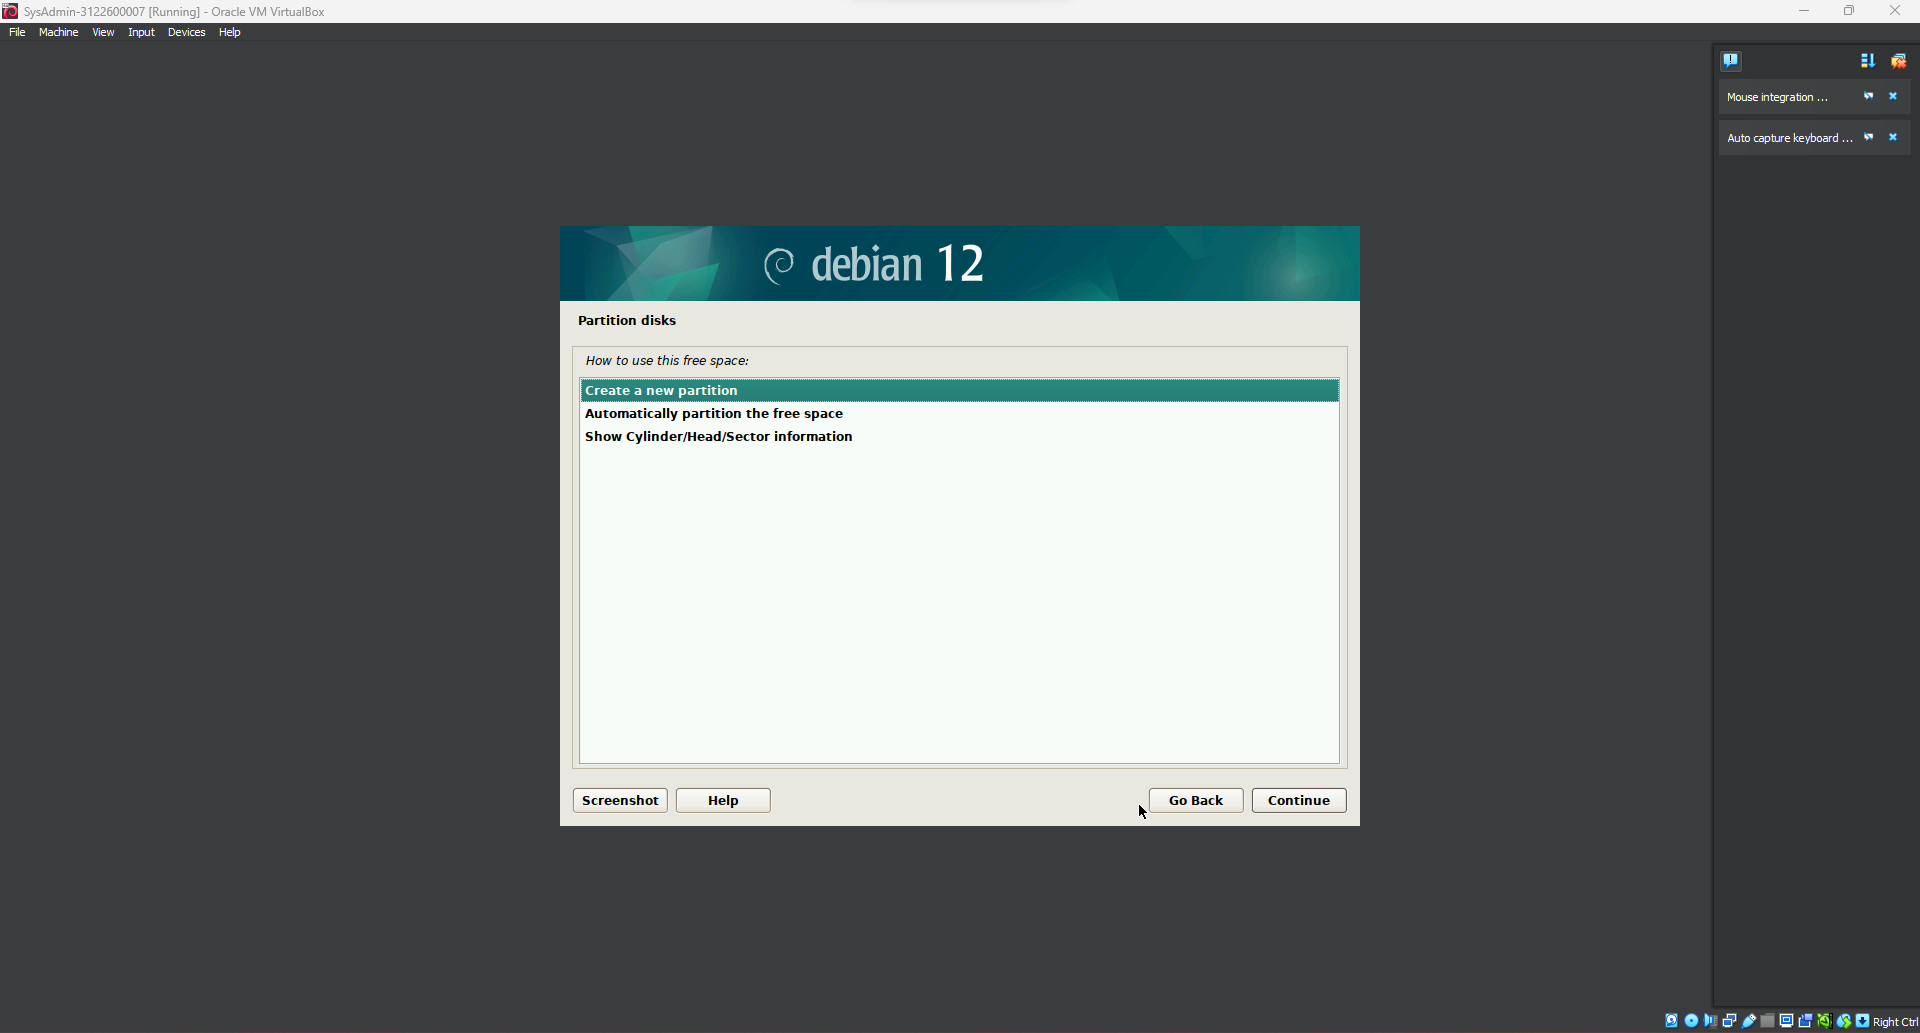 SysAdmin-3122600007 [Running] - Oracle VM VirtualBox
File Machine View Input Devices Help
Mouse integration ...
Auto capture keyboard ...
debian 12
Partition disks
How to use this free space:
Create a new partition
Automatically partition the free space
Show Cylinder/Head/Sector information
Screenshot Help Go Back Continue
Right Ctrl